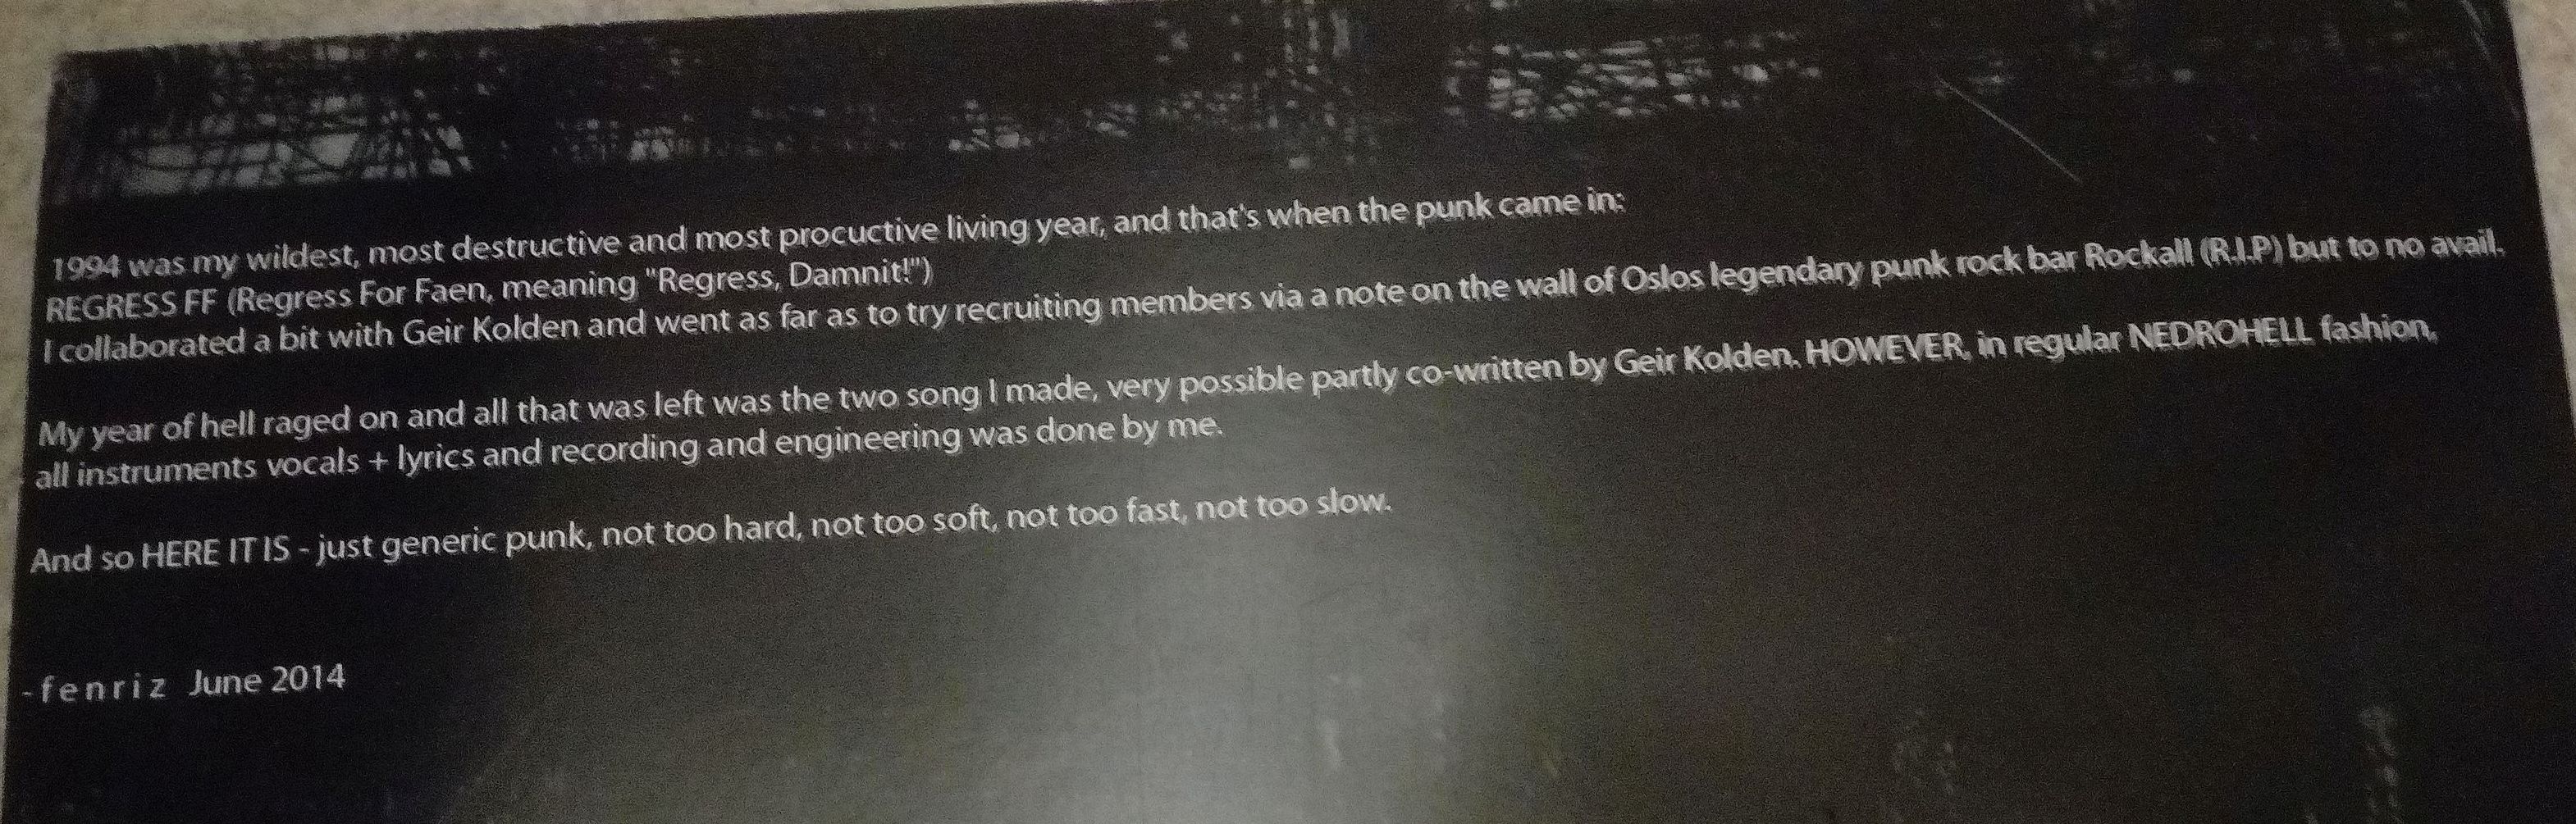 1994 was my wildest, most destructive and most procuctive living year, and that's when the punk came in:
REGRESS FF (Regress For Faen, meaning "Regress, Damnit!")
I collaborated a bit with Geir Kolden and went as far as to try recruiting members via a note on the wall of Oslos legendary punk rock bar Rockall (R.I.P) but to no avail.
My year of hell raged on and all that was left was the two song I made, very possible partly co-written by Geir Kolden. HOWEVER, in regular NEDROHELL fashion,
all instruments vocals + lyrics and recording and engineering was done by me.
And so HERE IT IS - just generic punk, not too hard, not too soft, not too fast, not too slow.
- f e n r i z June 2014